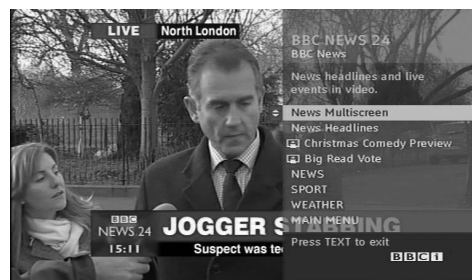 LIVE North London
BBC NEWS 24
BBC News
News headlines and live
events in video.
News Multiscreen
News Headlines
Christmas Comedy Preview
Big Read Vote
NEWS
SPORT
WEATHER
MAIN MENU
Press TEXT to exit
BBCi
BBC
NEWS 24
15:11
JOGGER STABBING
Suspect was